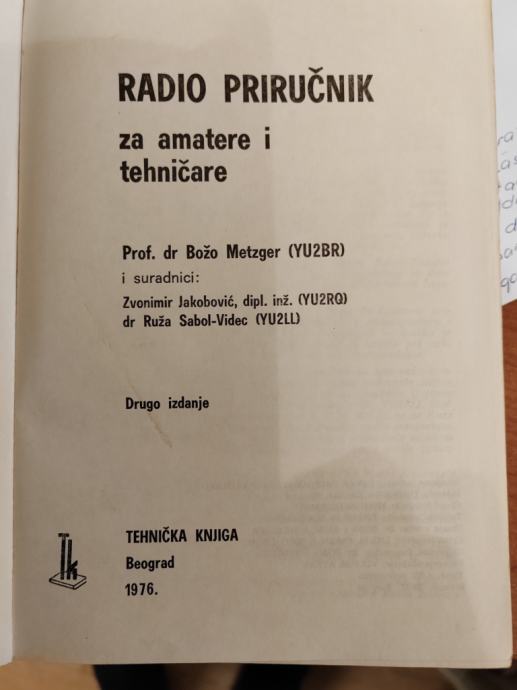 RADIO PRIRUČNIK
za amatere i
tehničare
Prof. dr Božo Metzger (YU2BR)
i suradnici:
Zvonimir Jakobović, dipl. inž. (YU2RQ)
dr Ruža Sabol-Videc (YU2LL)
Drugo izdanje
Tk
TEHNIČKA KNJIGA
Beograd
1976.